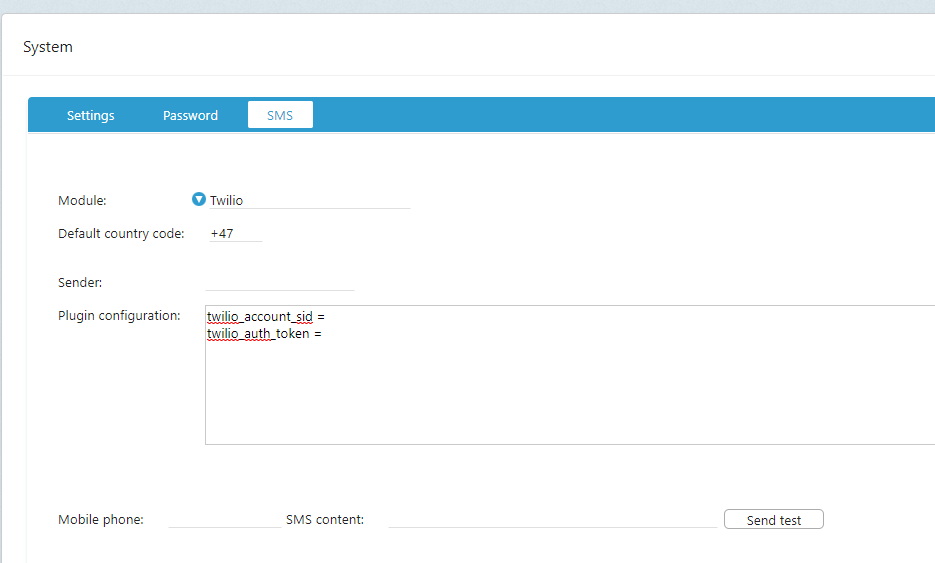 System
Settings Password SMS
Module: Twilio
Default country code: +47
Sender:
Plugin configuration: twilio_account_sid =
twilio_auth_token =
Mobile phone: SMS content: Send test